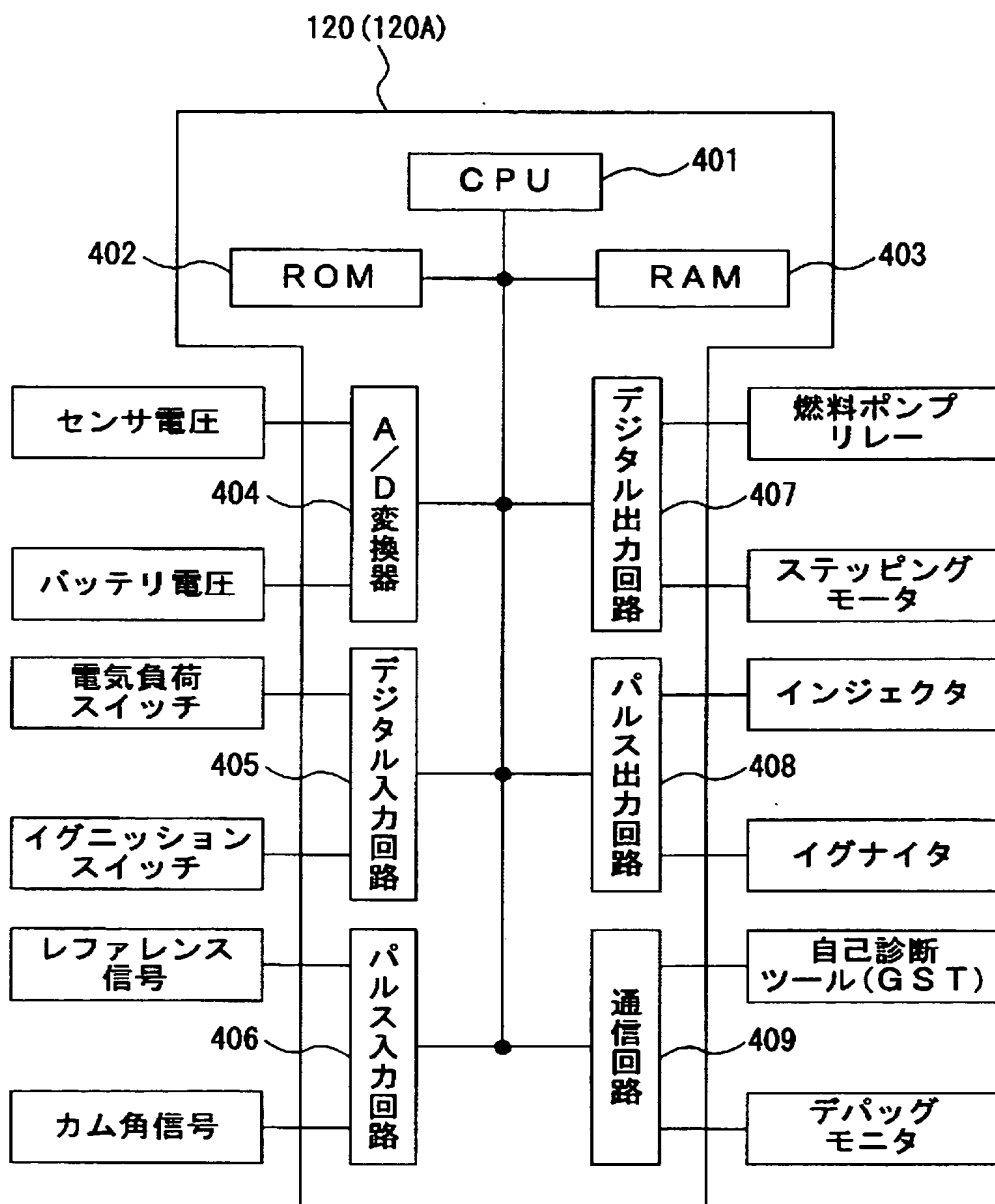 120(120A)
CPU
401
402
ROM
RAM
403
センサ電圧
A/D変換器
404
バッテリ電圧
デジタル出力回路
407
燃料ポンプ
リレー
ステッピング
モータ
電気負荷
スイッチ
デジタル入力回路
405
イグニッション
スイッチ
パルス出力回路
408
インジェクタ
イグナイタ
レファレンス
信号
パルス入力回路
406
カム角信号
通信回路
409
自己診断
ツール(GST)
デパッグ
モニタ